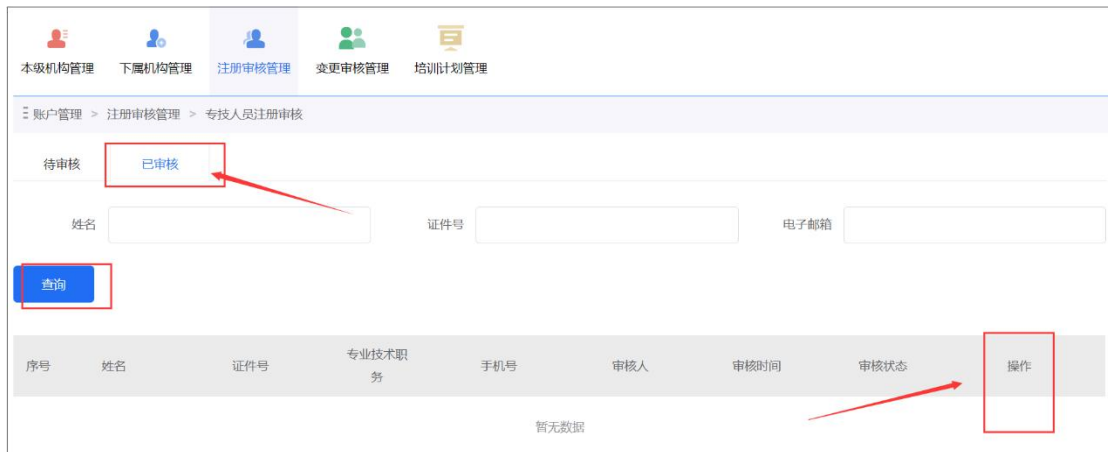 本级机构管理 下属机构管理 注册审核管理 变更审核管理 培训计划管理
账户管理 > 注册审核管理 > 专技人员注册审核
待审核 已审核
姓名 证件号 电子邮箱
查询
序号 姓名 证件号 专业技术职务 手机号 审核人 审核时间 审核状态 操作
暂无数据